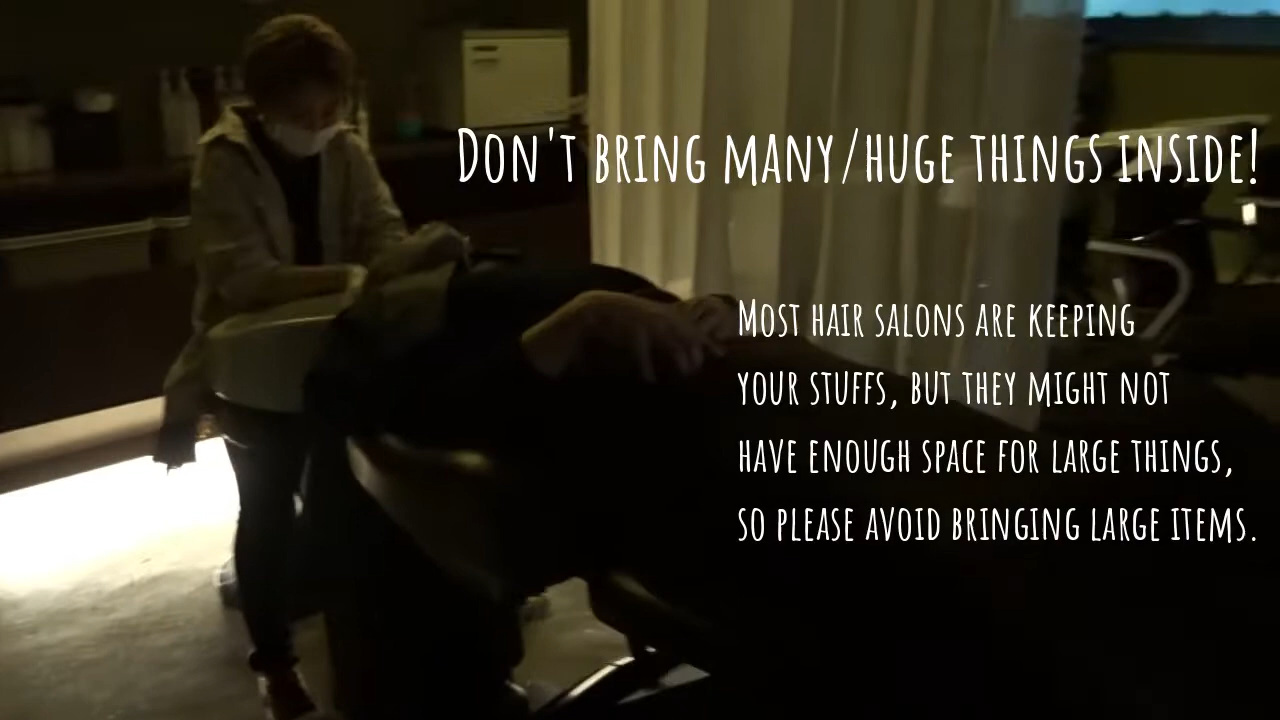 Don't bring many/huge things inside!
Most hair salons are keeping
your stuffs, but they might not
have enough space for large things,
so please avoid bringing large items.